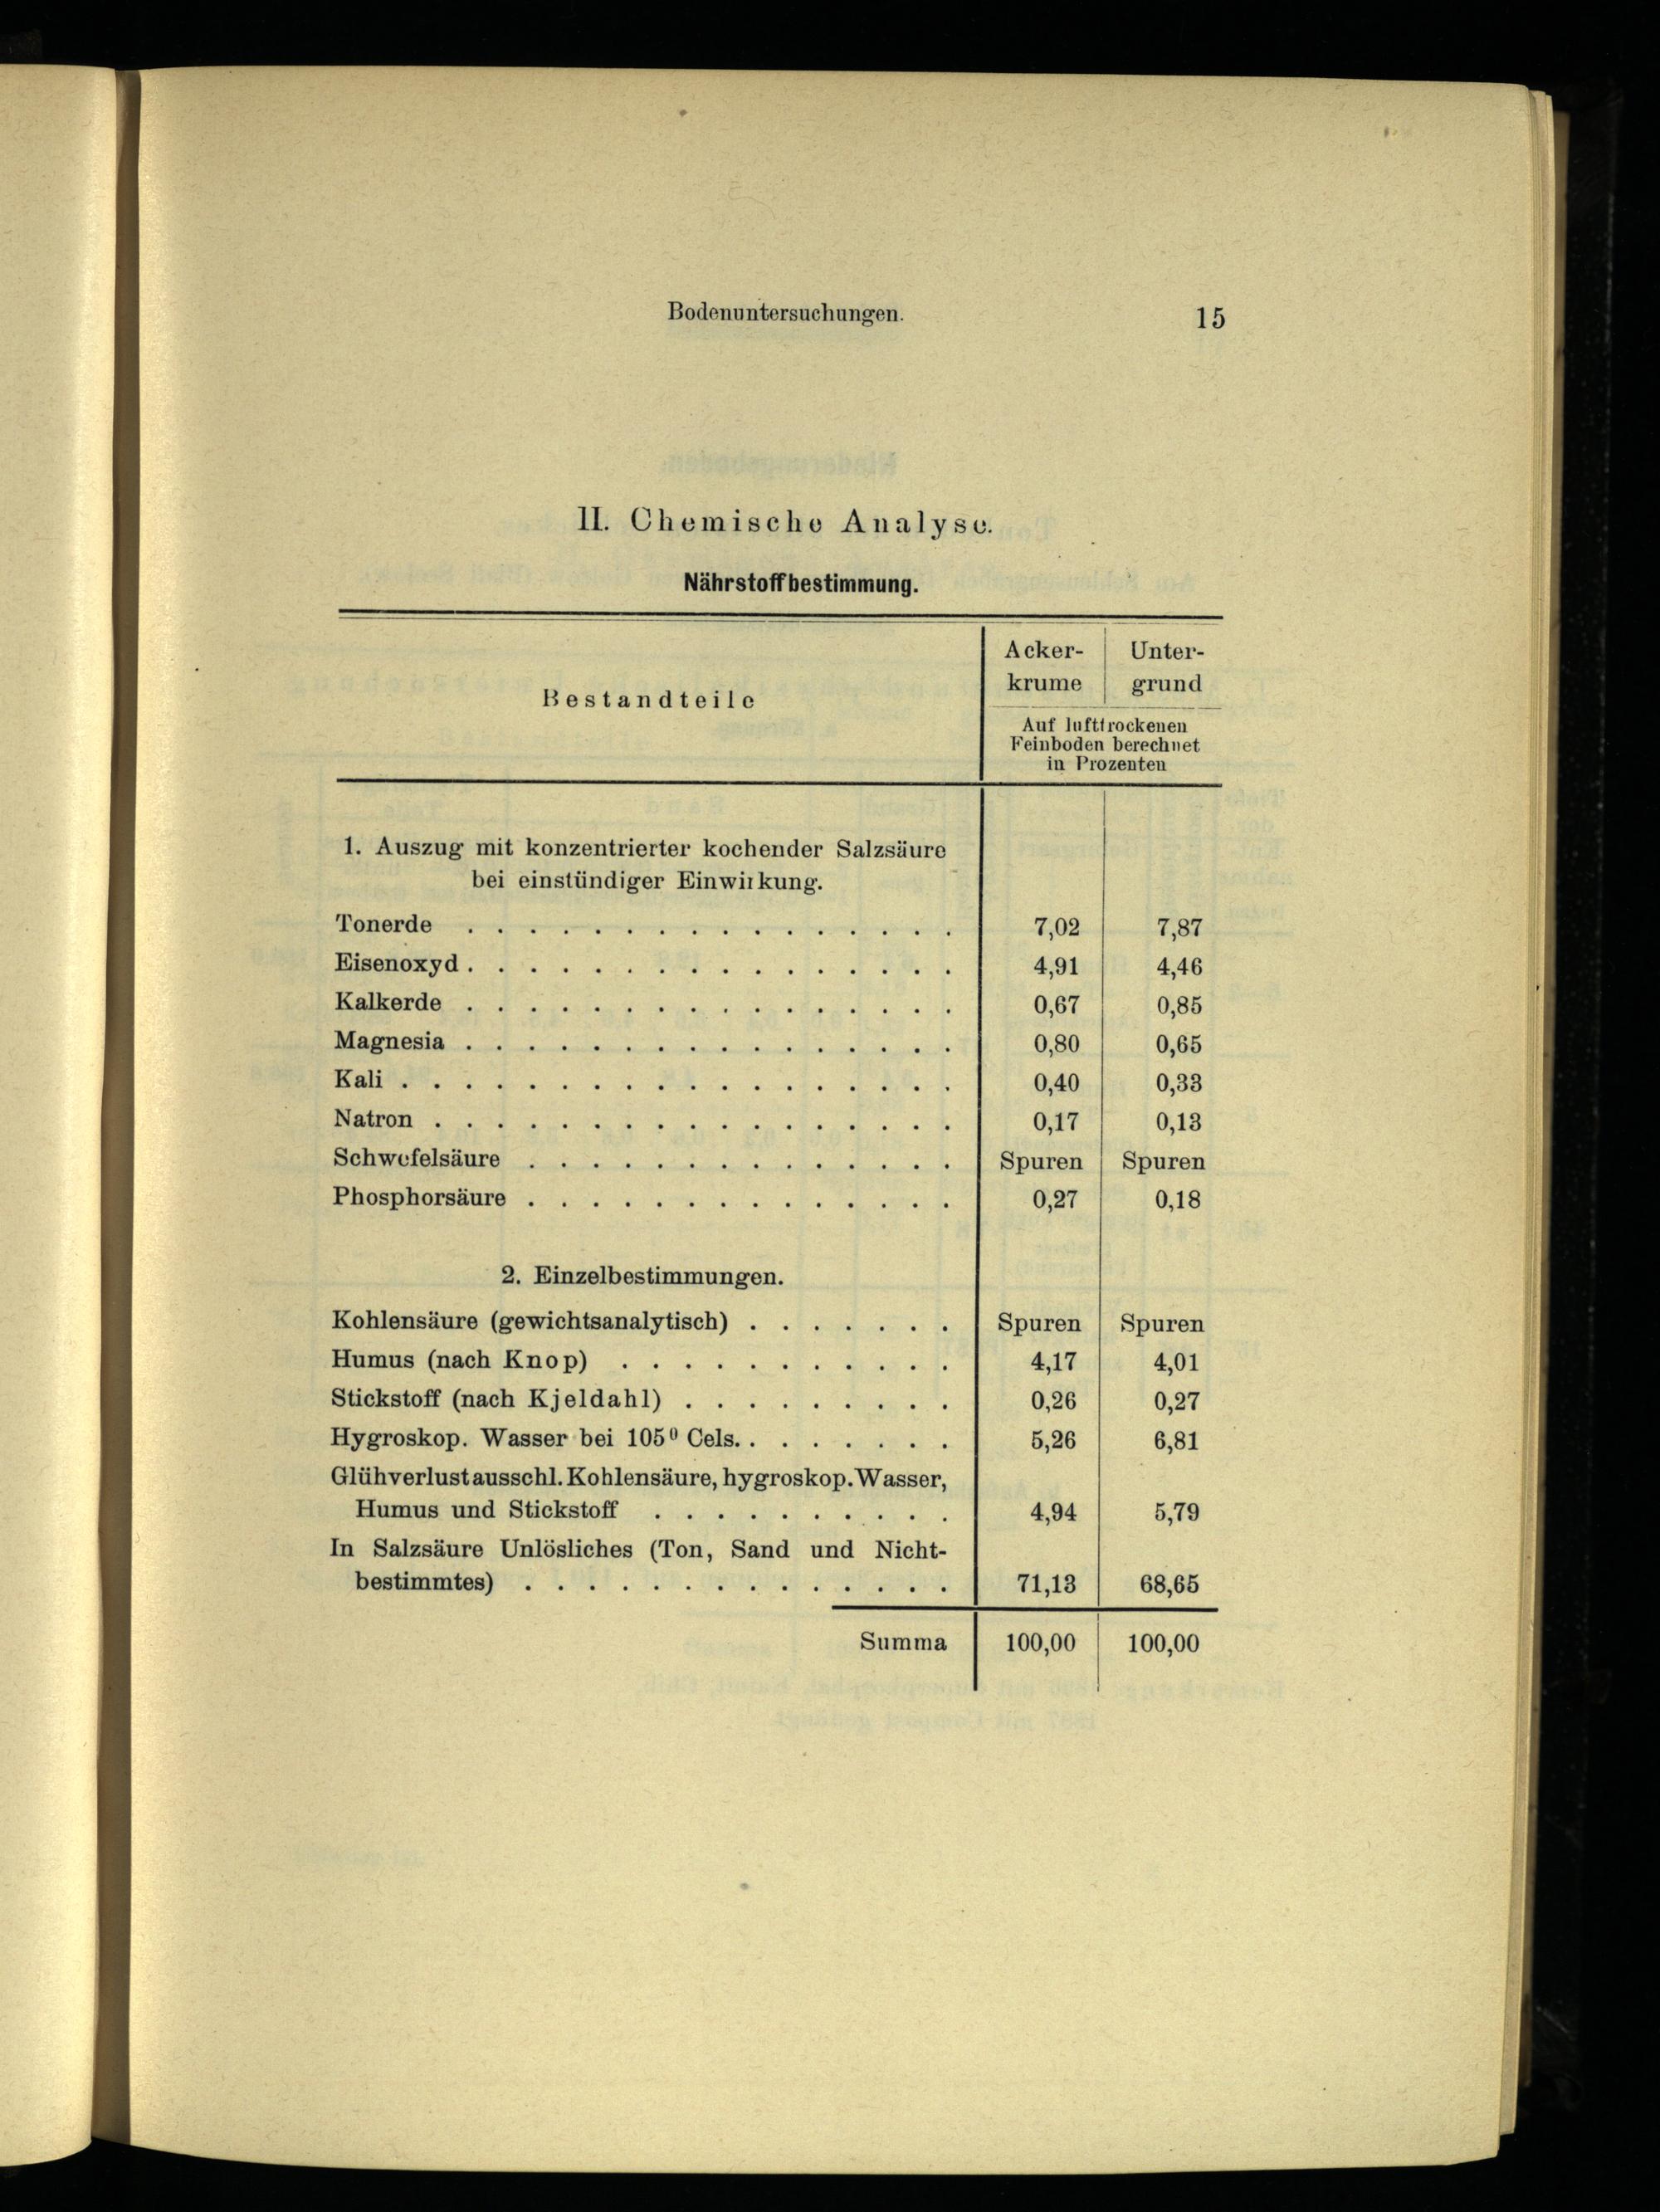 Bodenuntersuchungen. 15
II. Chemische Analyse.
Nährstoffbestimmung.
Bestandteile
Acker-
krume
Unter-
grund
Auf lufttrockenen
Feinboden berechnet
in Prozenten
1. Auszug mit konzentrierter kochender Salzsäure
bei einstündiger Einwirkung.
Tonerde . . . . . . . . . . . . . . . . 7,02 7,87
Eisenoxyd . . . . . . . . . . . . . . . . 4,91 4,46
Kalkerde . . . . . . . . . . . . . . . . 0,67 0,85
Magnesia . . . . . . . . . . . . . . . . 0,80 0,65
Kali . . . . . . . . . . . . . . . . . . 0,40 0,33
Natron . . . . . . . . . . . . . . . . . 0,17 0,13
Schwefelsäure . . . . . . . . . . . . . . Spuren Spuren
Phosphorsäure . . . . . . . . . . . . . . 0,27 0,18
2. Einzelbestimmungen.
Kohlensäure (gewichtsanalytisch) . . . . . . . Spuren Spuren
Humus (nach Knop) . . . . . . . . . . . 4,17 4,01
Stickstoff (nach Kjeldahl) . . . . . . . . . 0,26 0,27
Hygroskop. Wasser bei 105⁰ Cels. . . . . . . . 5,26 6,81
Glühverlust ausschl. Kohlensäure, hygroskop. Wasser,
Humus und Stickstoff . . . . . . . . . . 4,94 5,79
In Salzsäure Unlösliches (Ton, Sand und Nicht-
bestimmtes) . . . . . . . . . . . . . . 71,13 68,65
Summa 100,00 100,00